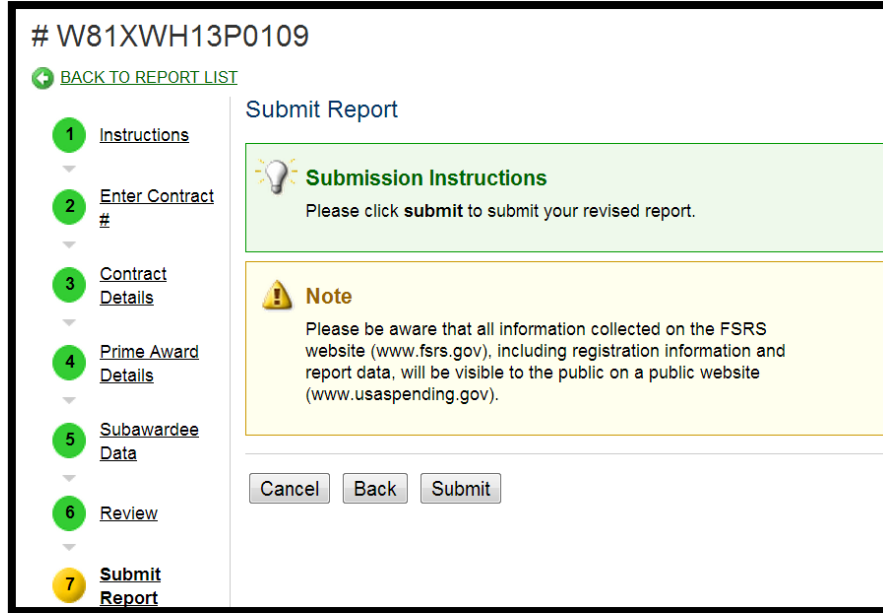 # W81XWH13P0109
BACK TO REPORT LIST
1 Instructions
2 Enter Contract
#
3 Contract
Details
4 Prime Award
Details
5 Subawardee
Data
6 Review
7 Submit
Report
Submit Report
Submission Instructions
Please click submit to submit your revised report.
Note
Please be aware that all information collected on the FSRS
website (www.fsrs.gov), including registration information and
report data, will be visible to the public on a public website
(www.usaspending.gov).
Cancel Back Submit